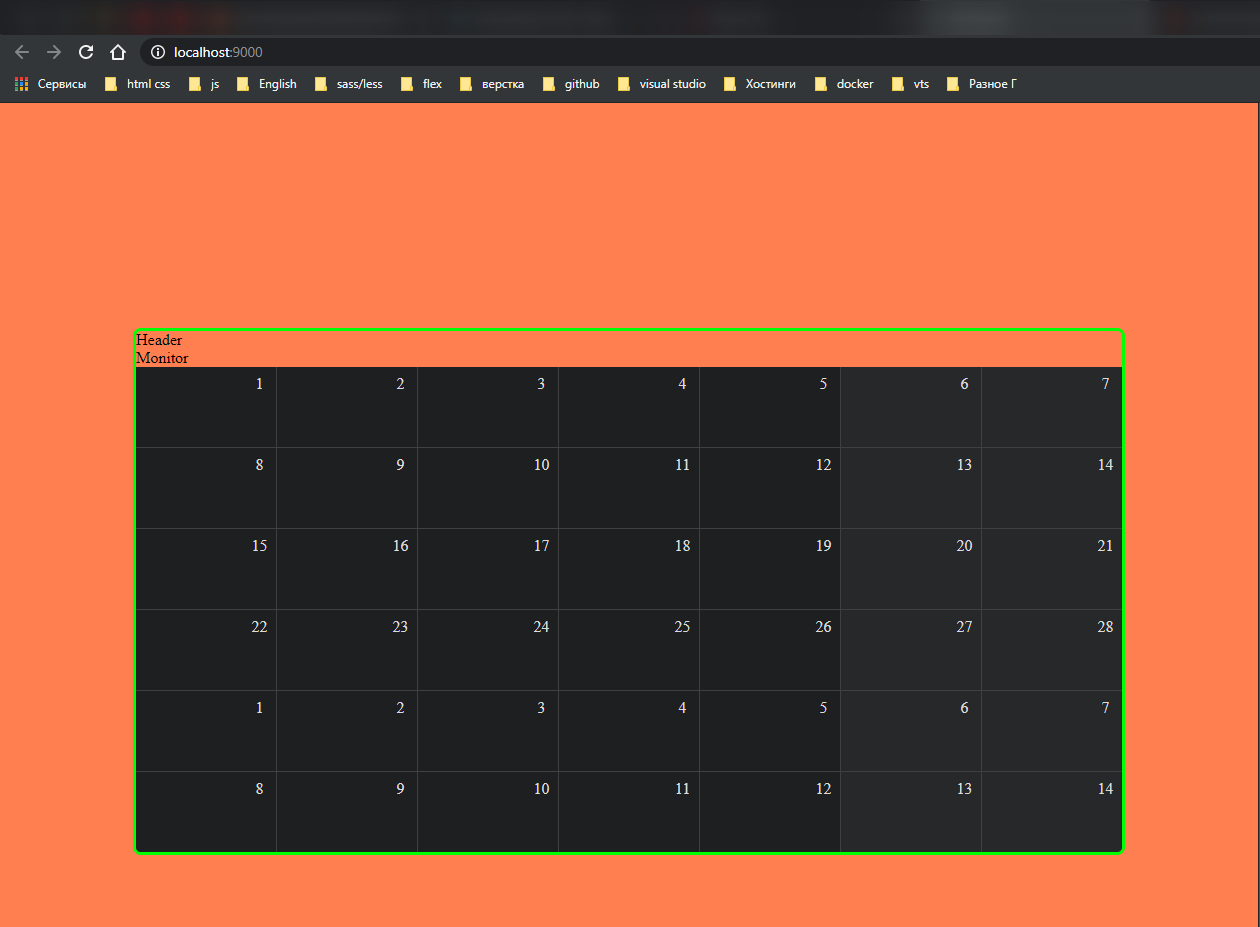 localhost:9000
Сервисы html css js English sass/less flex верстка github visual studio Хостинги docker vts Разное Г
Header
Monitor
1 2 3 4 5 6 7
8 9 10 11 12 13 14
15 16 17 18 19 20 21
22 23 24 25 26 27 28
1 2 3 4 5 6 7
8 9 10 11 12 13 14